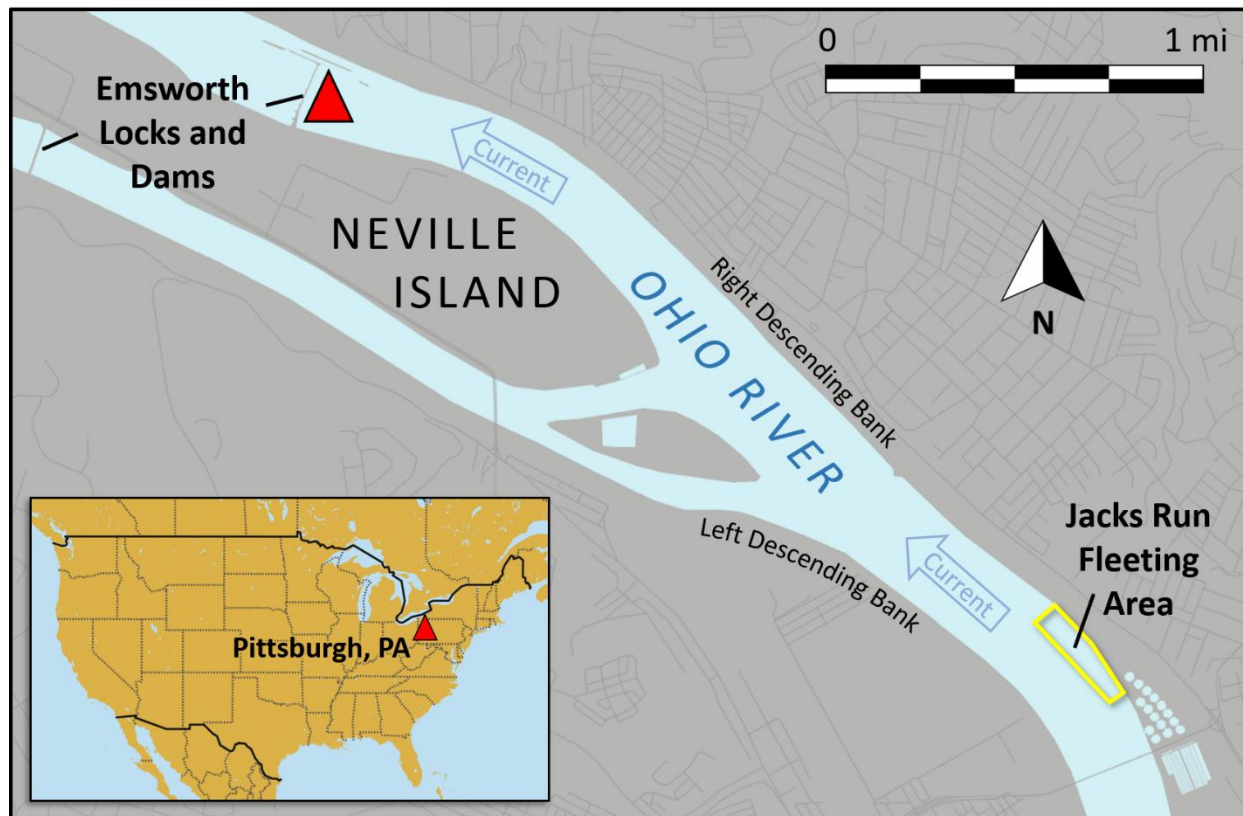 0 1 mi
Emsworth
Locks and
Dams
Current
NEVILLE
ISLAND
OHIO RIVER
Right Descending Bank
N
Left Descending Bank
Current
Jacks Run
Fleeting
Area
Pittsburgh, PA